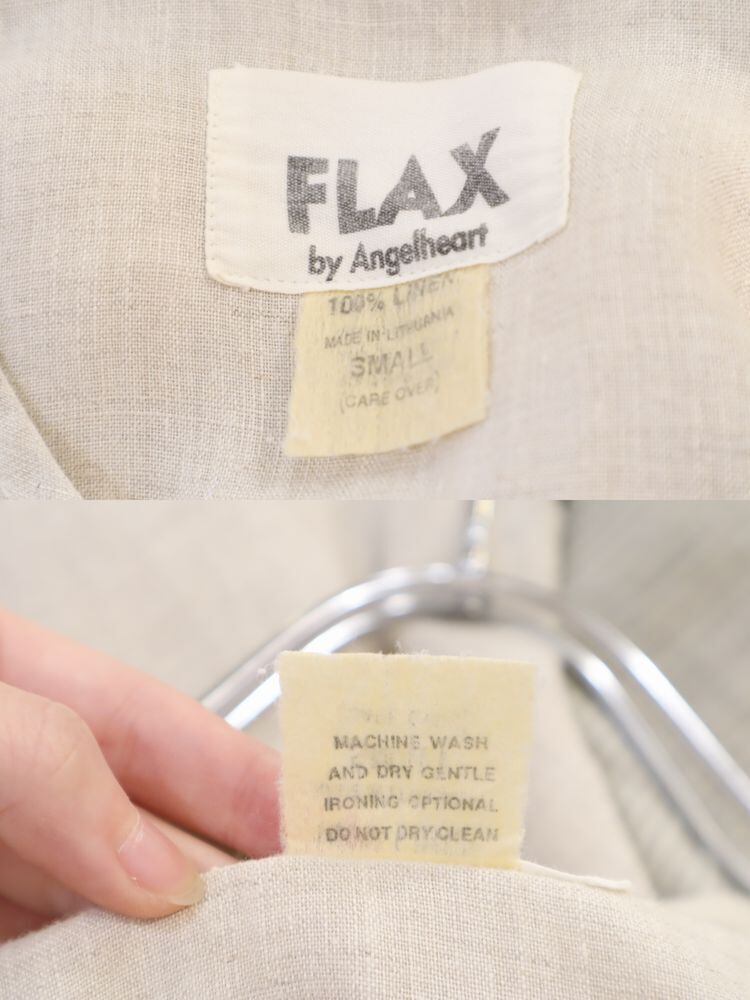 FLAX
by Angelheart
100% LINEN
MADE IN LITHUANIA
SMALL
(CARE OVER)
MACHINE WASH
AND DRY GENTLE
IRONING OPTIONAL
DO NOT DRY CLEAN